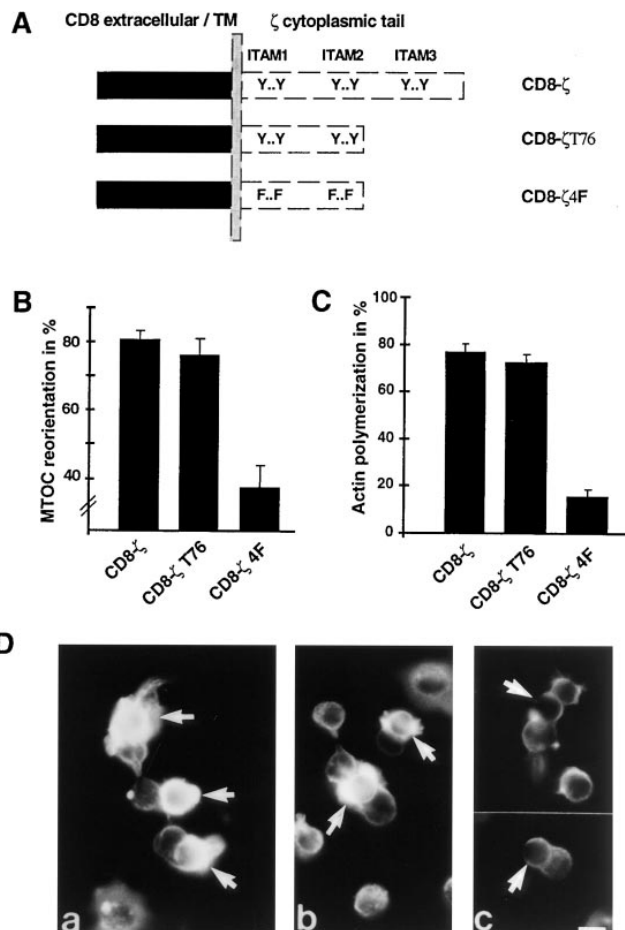 A
CD8 extracellular / TM ζ cytoplasmic tail
ITAM1 ITAM2 ITAM3
Y..Y Y..Y Y..Y CD8-ζ
Y..Y Y..Y CD8-ζT76
F..F F..F CD8-ζ4F
B
MTOC reorientation in %
80
60
40
CD8-ζ
CD8-ζ T76
CD8-ζ 4F
C
Actin polymerization in %
100
80
60
40
20
0
CD8-ζ
CD8-ζ T76
CD8-ζ 4F
D
a
b
c